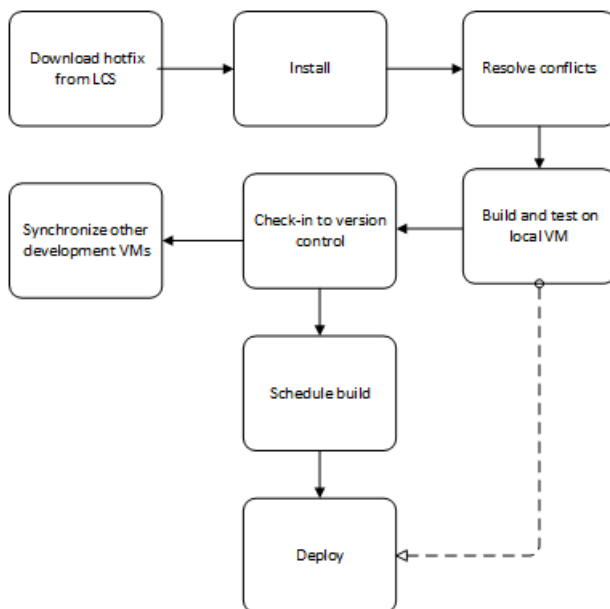 Download hotfix
from LCS
Install
Resolve conflicts
Build and test on
local VM
Check-in to version
control
Synchronize other
development VMs
Schedule build
Deploy